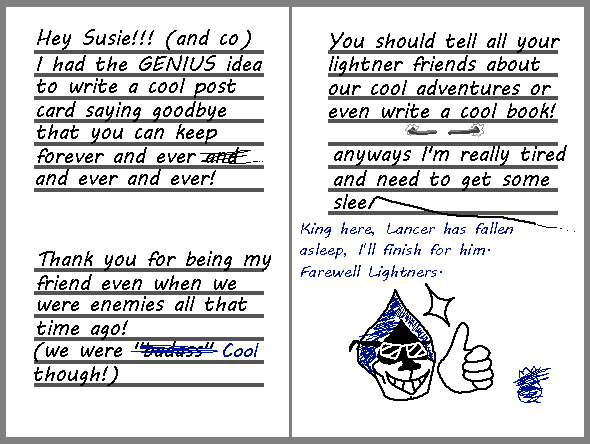 Hey Susie!!! (and co)
I had the GENIUS idea
to write a cool post
card saying goodbye
that you can keep
forever and ever and
and ever and ever!
Thank you for being my
friend even when we
were enemies all that
time ago!
(we were "badass" Cool
though!)
You should tell all your
lightner friends about
our cool adventures or
even write a cool book!
anyways I'm really tired
and need to get some
slee
King here, Lancer has fallen
asleep, I'll finish for him.
Farewell Lightners.